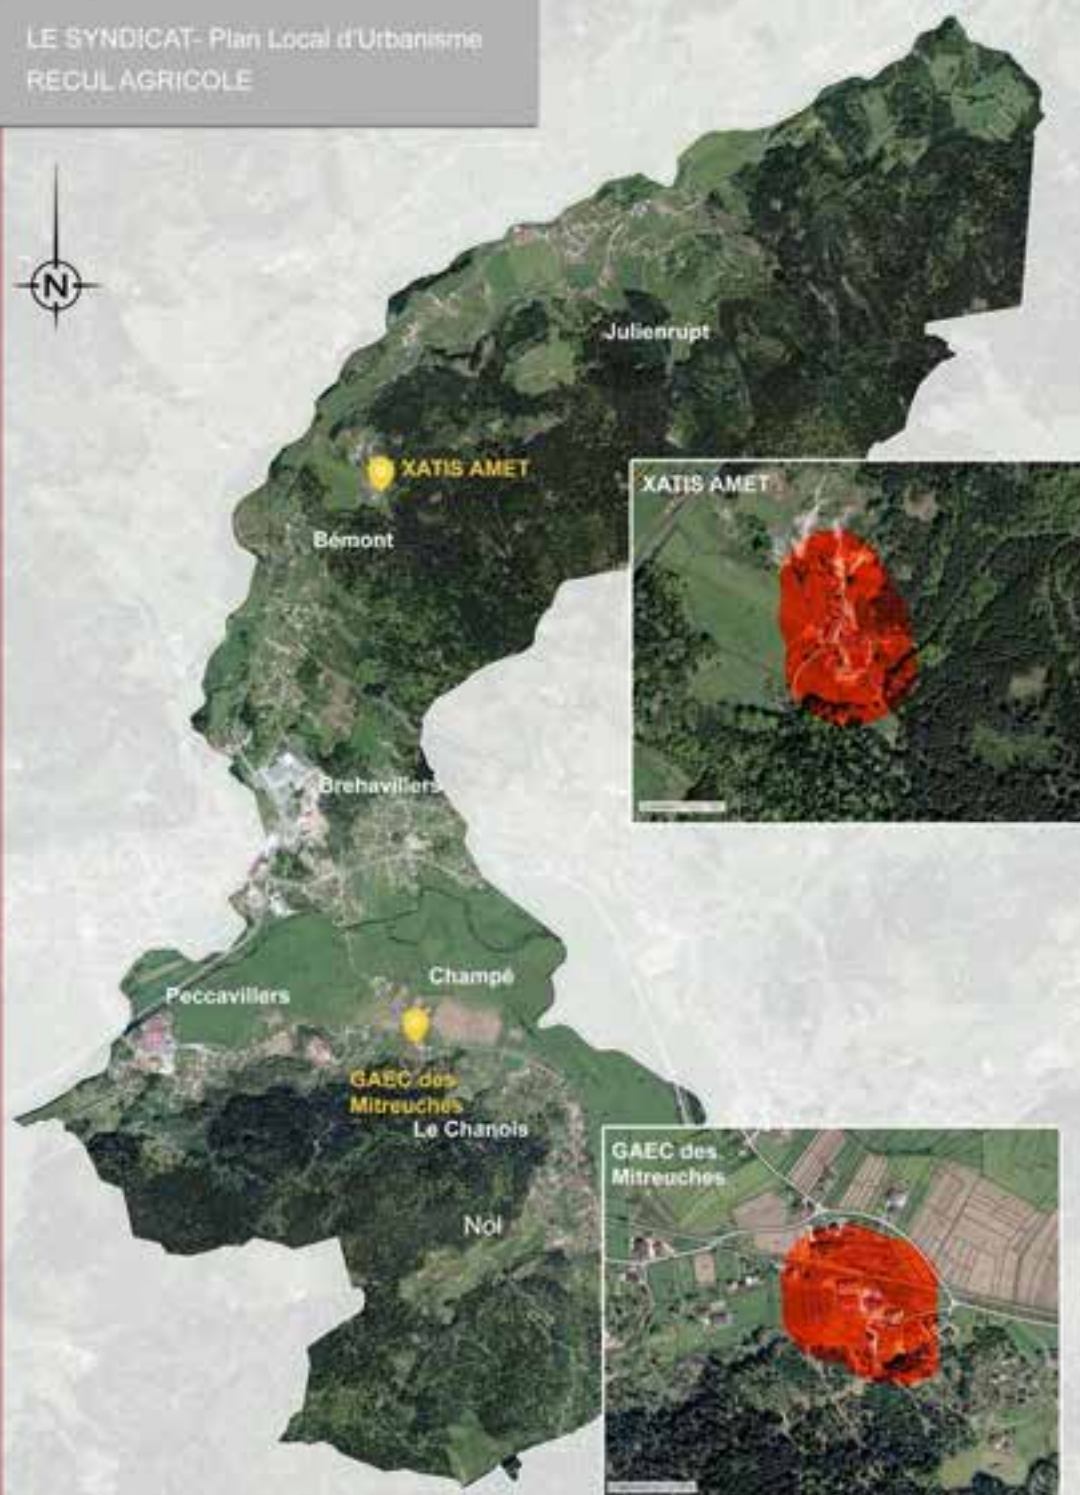 LE SYNDICAT- Plan Local d'Urbanisme
RECUL AGRICOLE
N
Julienrupt
XATIS AMET
XATIS AMET
Bémont
Brehavillers
Champé
Peccavillers
GAEC des
Mitreuches
Le Chanois
GAEC des
Mitreuches
Nol